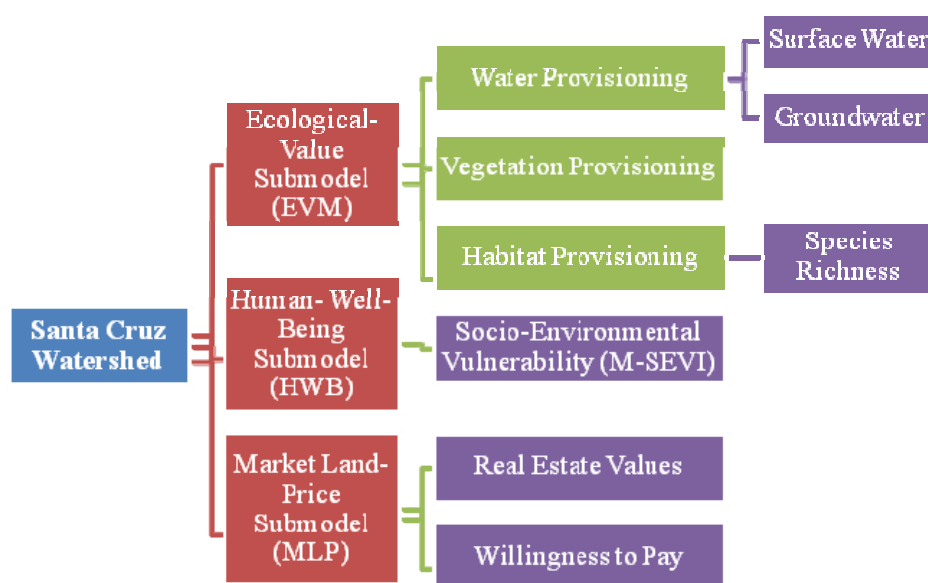 Santa Cruz
Watershed
Ecological-
Value
Submodel
(EVM)
Water Provisioning
Surface Water
Groundwater
Vegetation Provisioning
Habitat Provisioning
Species
Richness
Human- Well-
Being
Submodel
(HWB)
Socio-Environmental
Vulnerability (M-SEVI)
Market Land-
Price
Submodel
(MLP)
Real Estate Values
Willingness to Pay